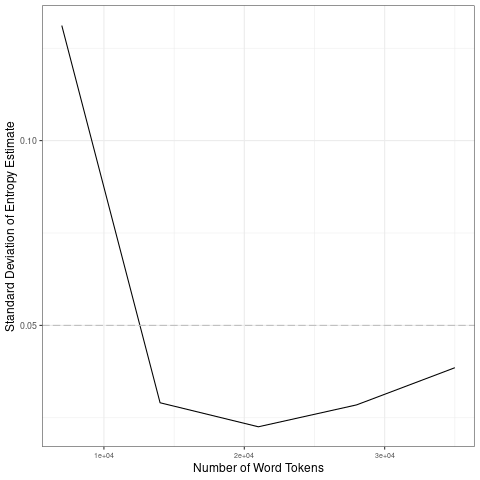 Standard Deviation of Entropy Estimate
0.10
0.05
1e+04 2e+04 3e+04
Number of Word Tokens